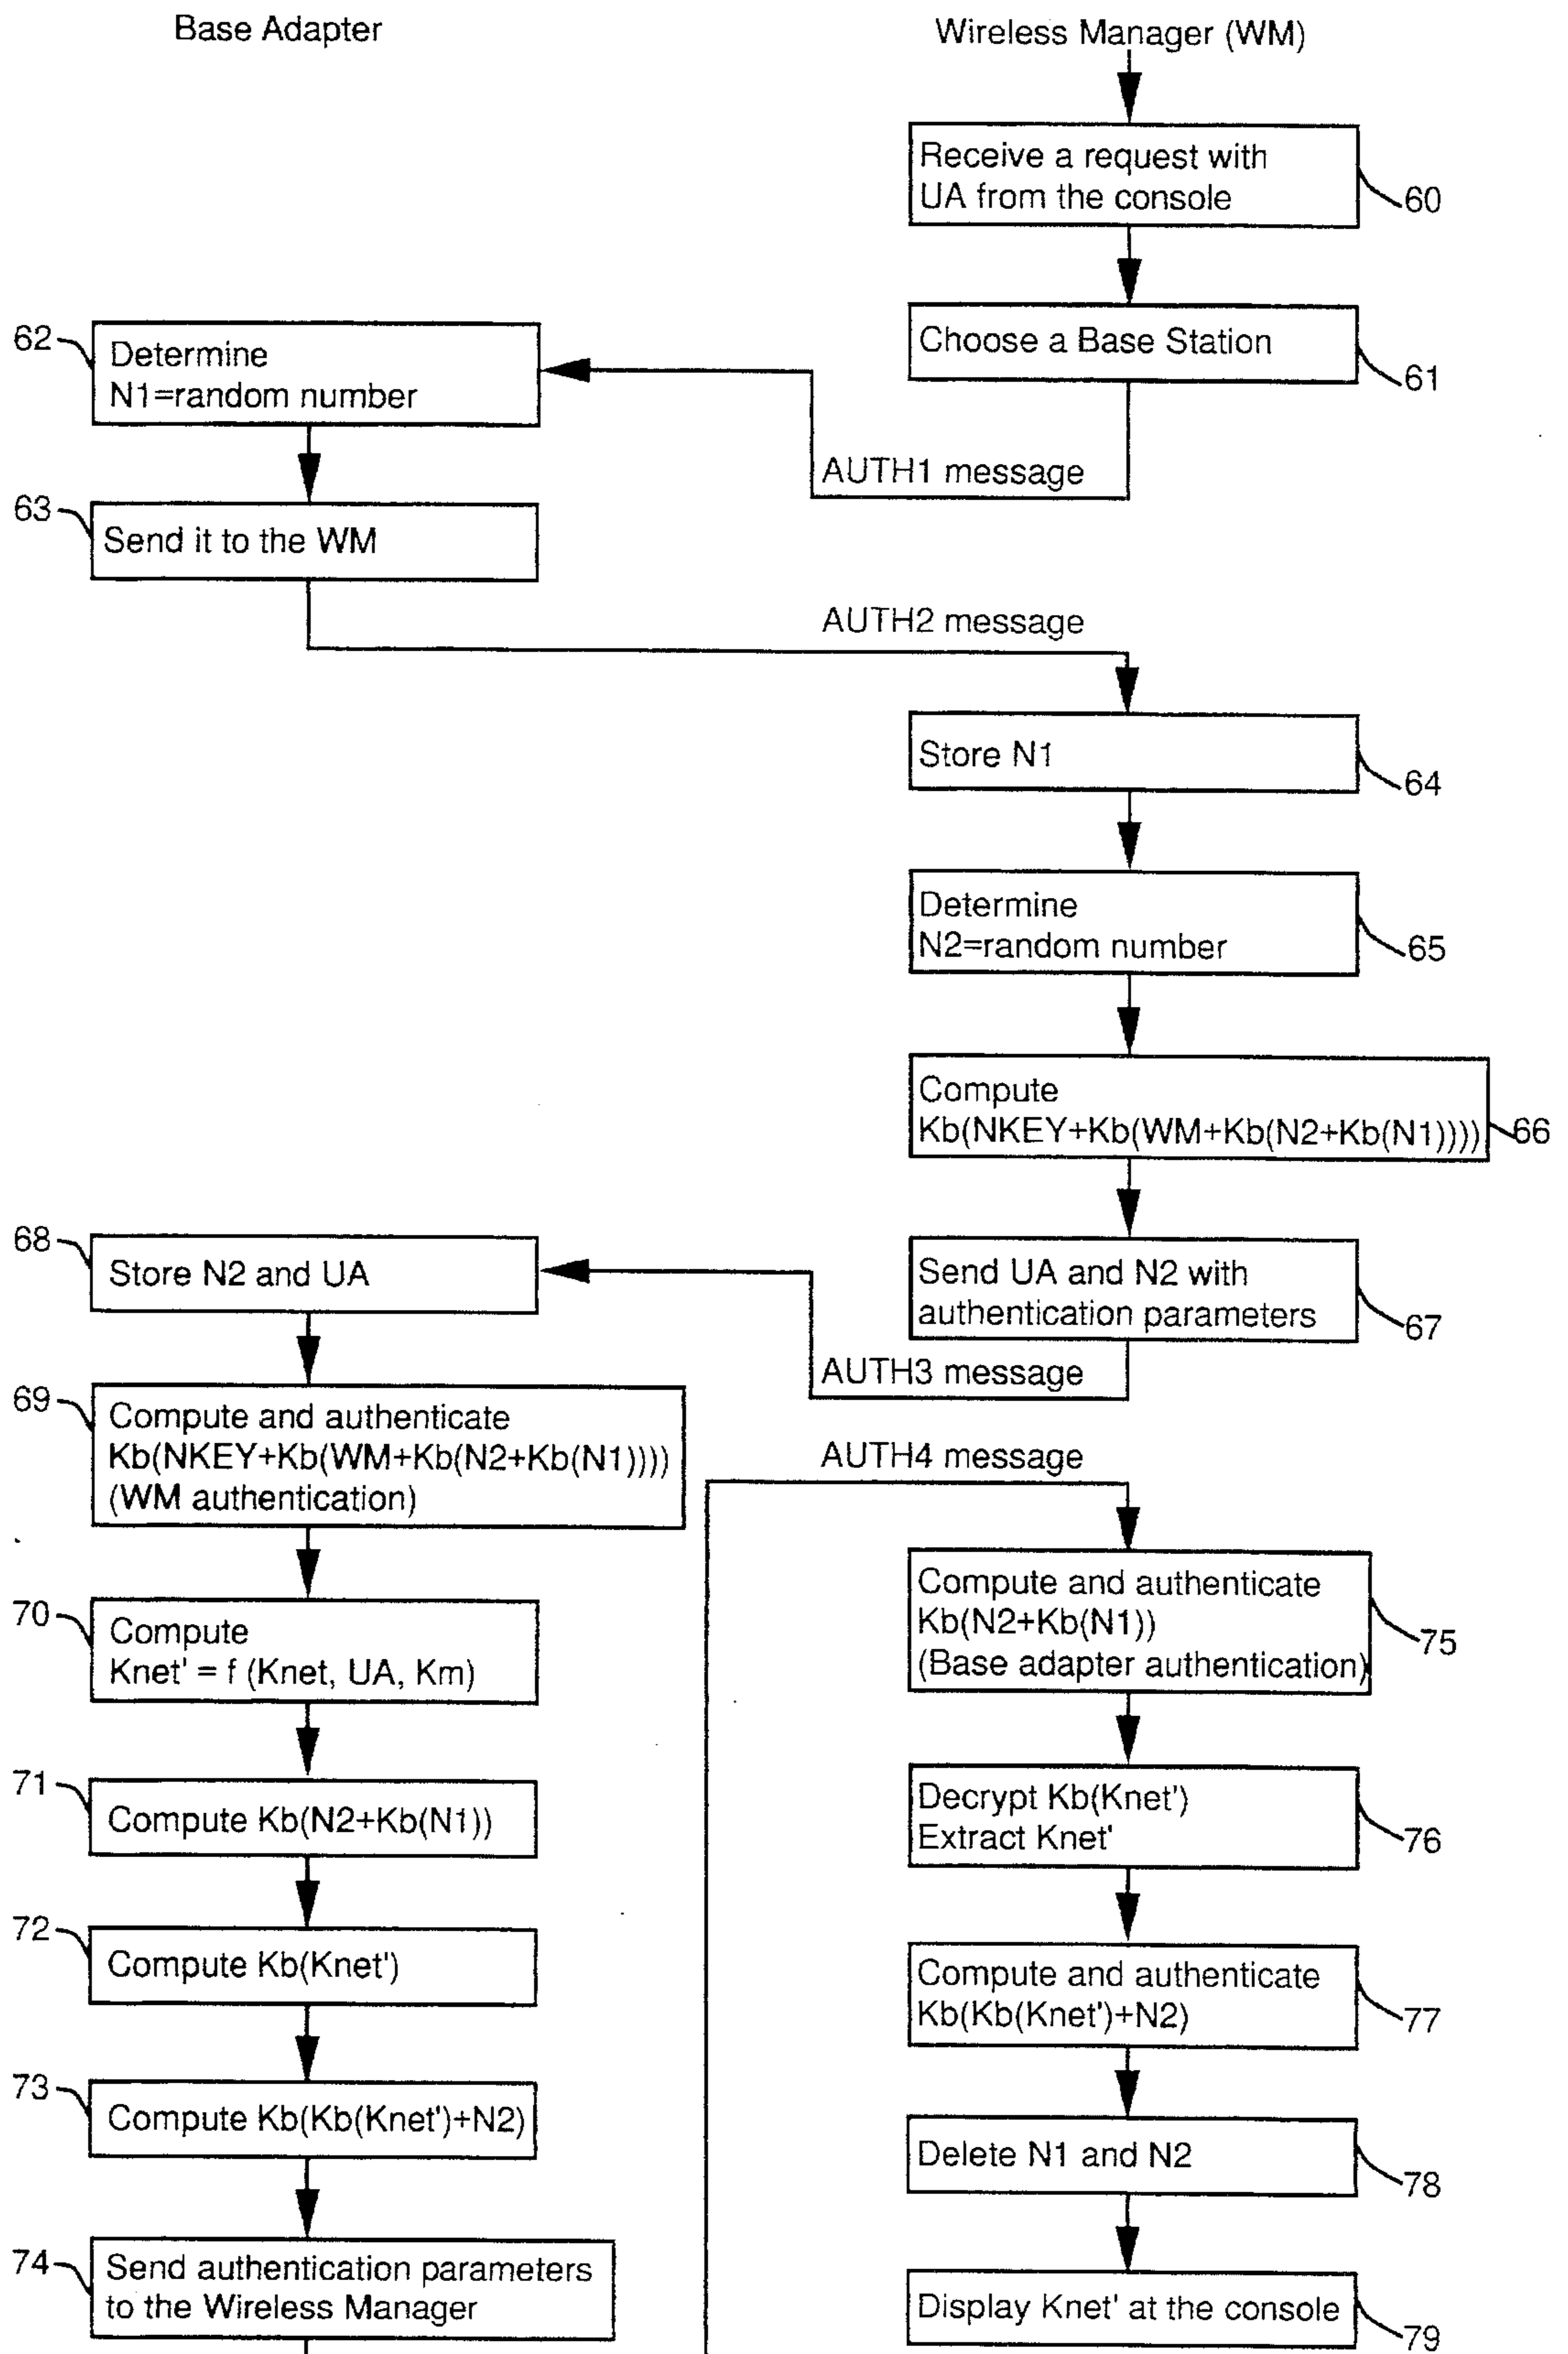 Base Adapter
Wireless Manager (WM)
Receive a request with
UA from the console
60
Choose a Base Station
61
62
Determine
N1=random number
AUTH1 message
63
Send it to the WM
AUTH2 message
Store N1
64
Determine
N2=random number
65
Compute
Kb(NKEY+Kb(WM+Kb(N2+Kb(N1))))
66
Send UA and N2 with
authentication parameters
67
68
Store N2 and UA
AUTH3 message
69
Compute and authenticate
Kb(NKEY+Kb(WM+Kb(N2+Kb(N1))))
(WM authentication)
AUTH4 message
70
Compute
Knet' = f (Knet, UA, Km)
71
Compute Kb(N2+Kb(N1))
72
Compute Kb(Knet')
73
Compute Kb(Kb(Knet')+N2)
74
Send authentication parameters
to the Wireless Manager
Compute and authenticate
Kb(N2+Kb(N1))
(Base adapter authentication)
75
Decrypt Kb(Knet')
Extract Knet'
76
Compute and authenticate
Kb(Kb(Knet')+N2)
77
Delete N1 and N2
78
Display Knet' at the console
79